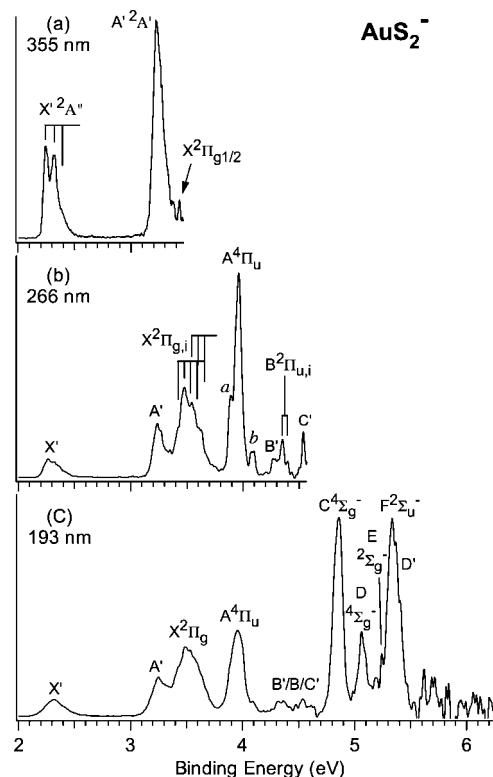 AuS₂⁻
(a)
355 nm
A' ²A'
X' ²A"
X²Πg1/2
(b)
266 nm
A⁴Πu
X²Πg,i
B²Πu,i
a
A'
X'
b
B'
C'
(C)
193 nm
C⁴Σg⁻
F²Σu⁻
E
²Σg⁻
D'
D
⁴Σg⁻
A⁴Πu
X²Πg
A'
X'
B'/B/C'
2 3 4 5 6
Binding Energy (eV)